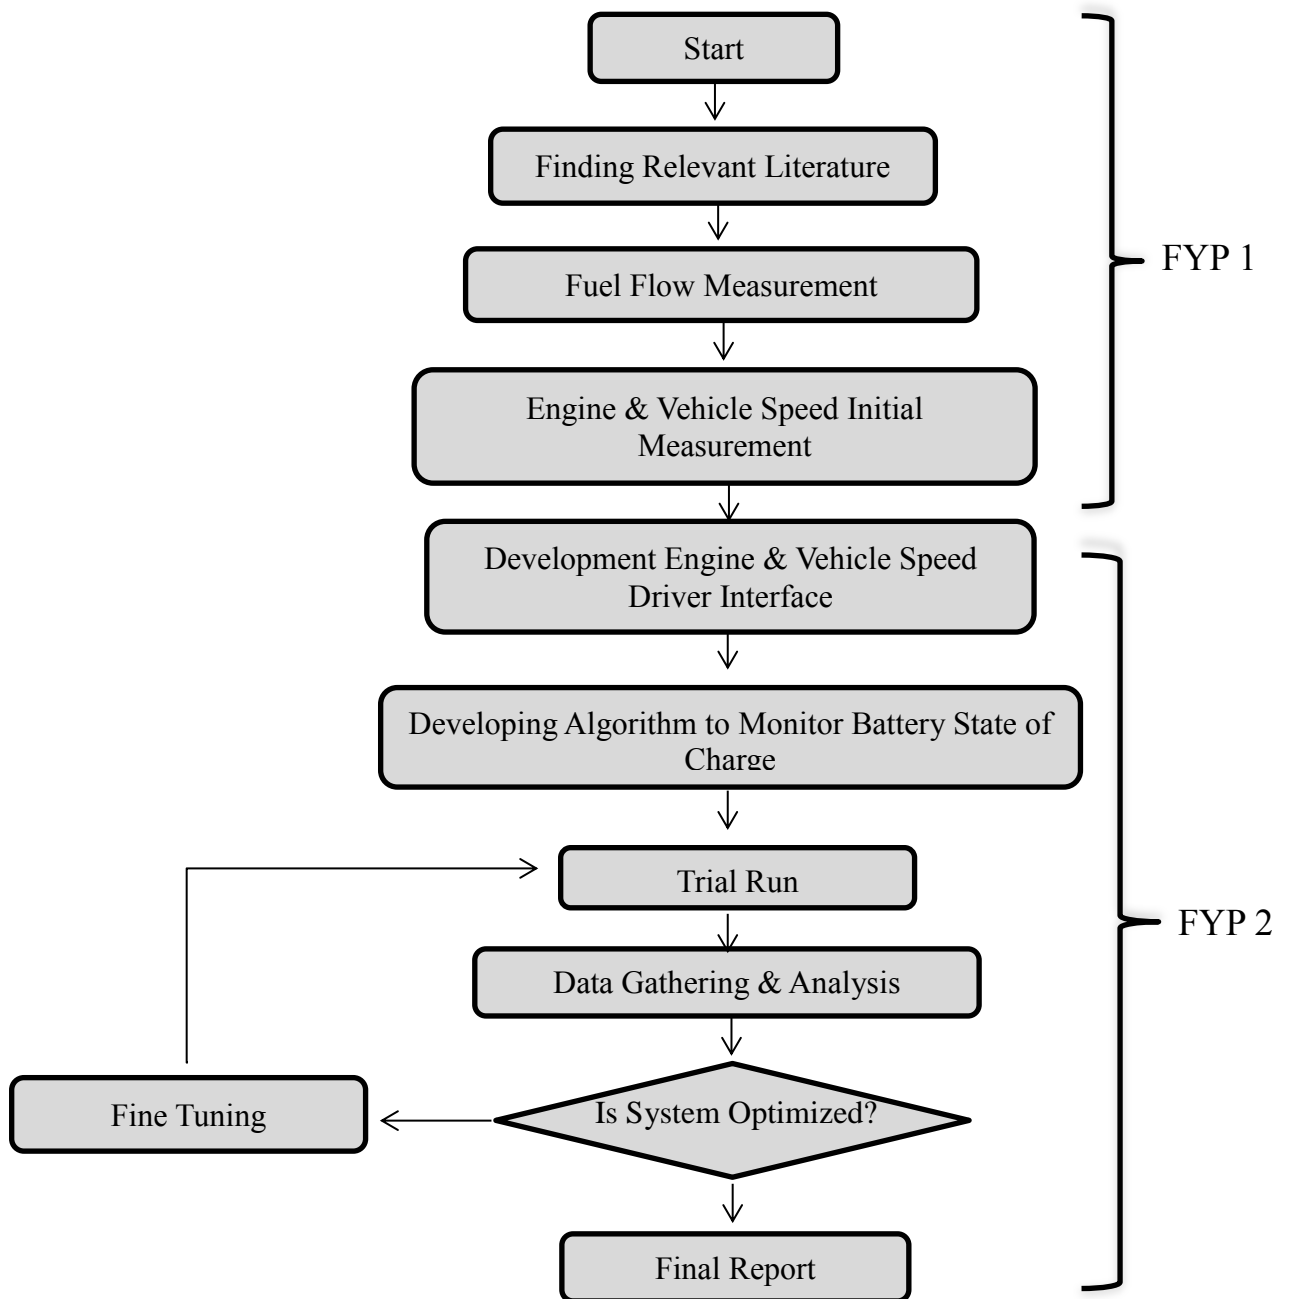 Start
Finding Relevant Literature
Fuel Flow Measurement
FYP 1
Engine & Vehicle Speed Initial
Measurement
Development Engine & Vehicle Speed
Driver Interface
Developing Algorithm to Monitor Battery State of
Charge
Trial Run
FYP 2
Data Gathering & Analysis
Is System Optimized?
Fine Tuning
Final Report